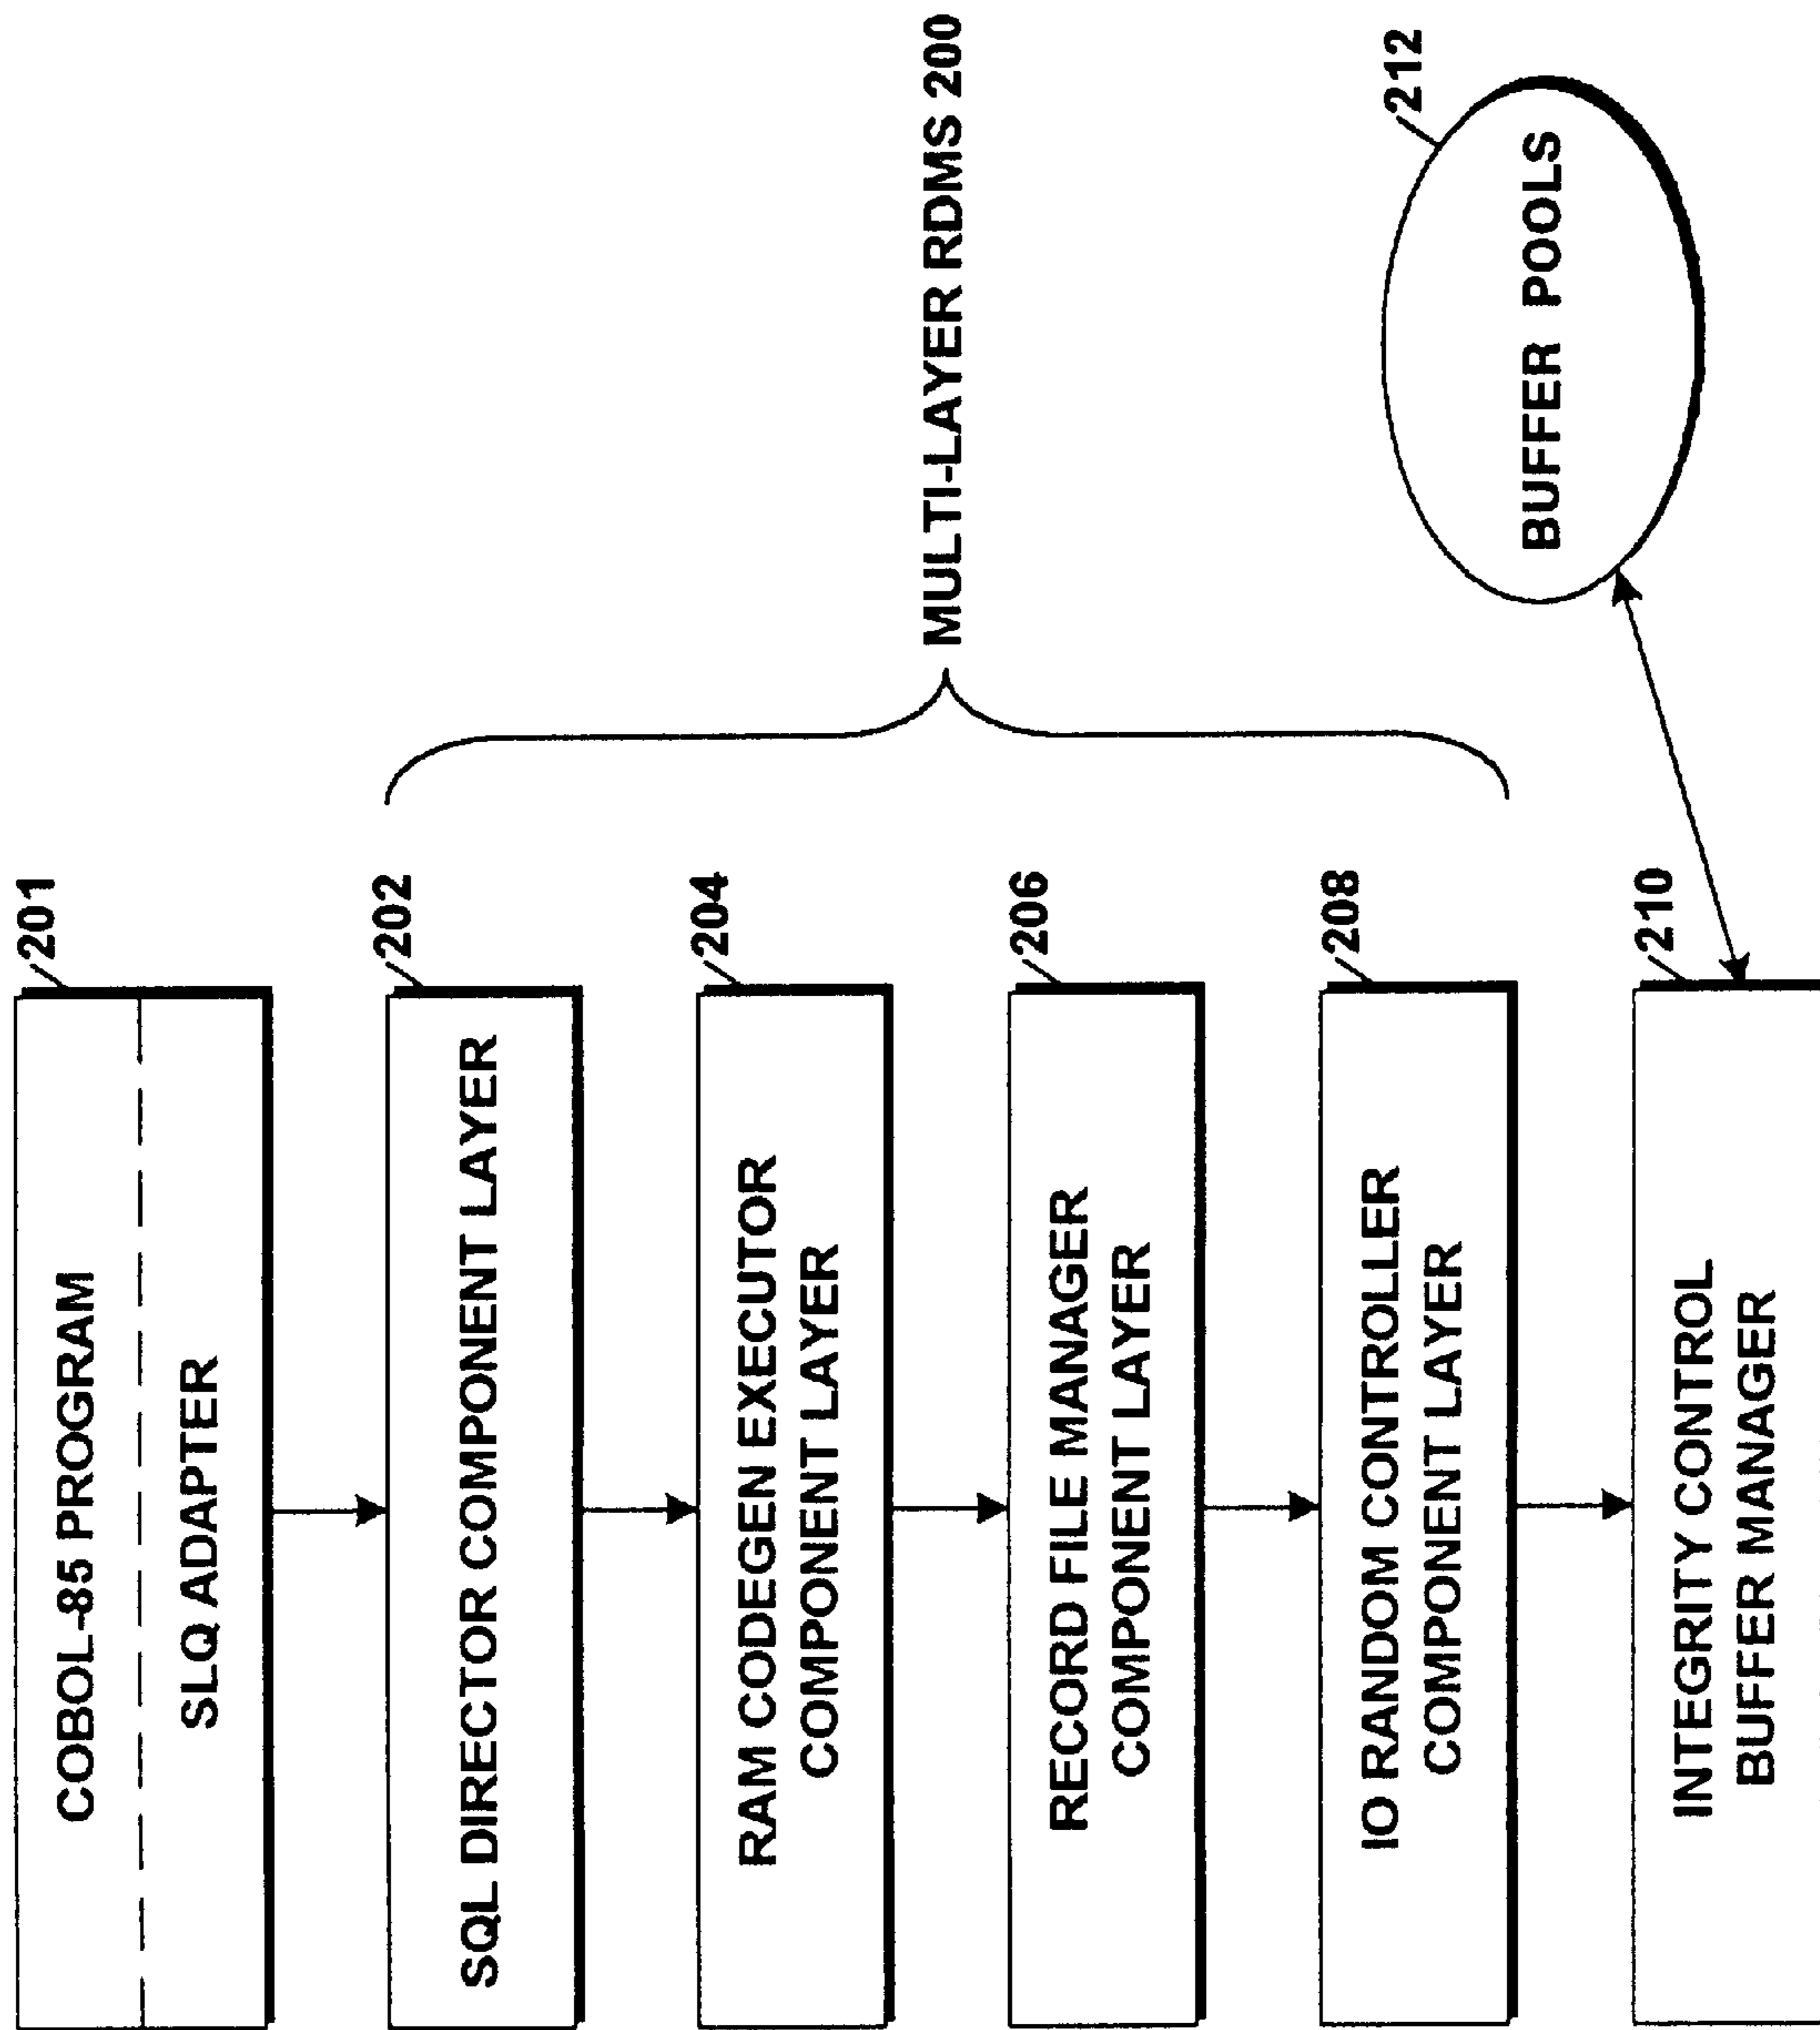 201
COBOL-85 PROGRAM
SLQ ADAPTER
202
SQL DIRECTOR COMPONENT LAYER
204
RAM CODEGEN EXECUTOR
COMPONENT LAYER
206
RECORD FILE MANAGER
COMPONENT LAYER
208
IO RANDOM CONTROLLER
COMPONENT LAYER
210
INTEGRITY CONTROL
BUFFER MANAGER
MULTI-LAYER RDMS 200
212
BUFFER POOLS